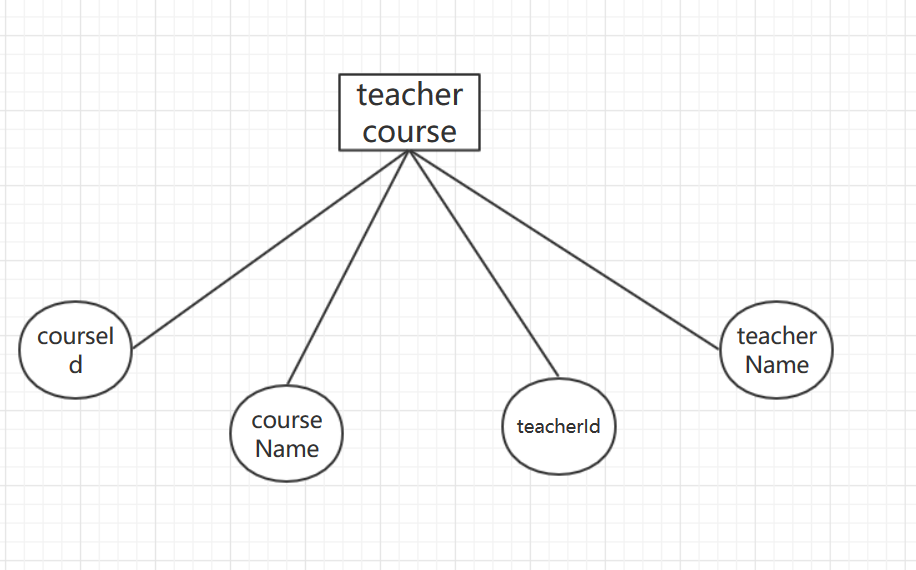 teacher
course
courseI
d
teacher
Name
course
Name
teacherId